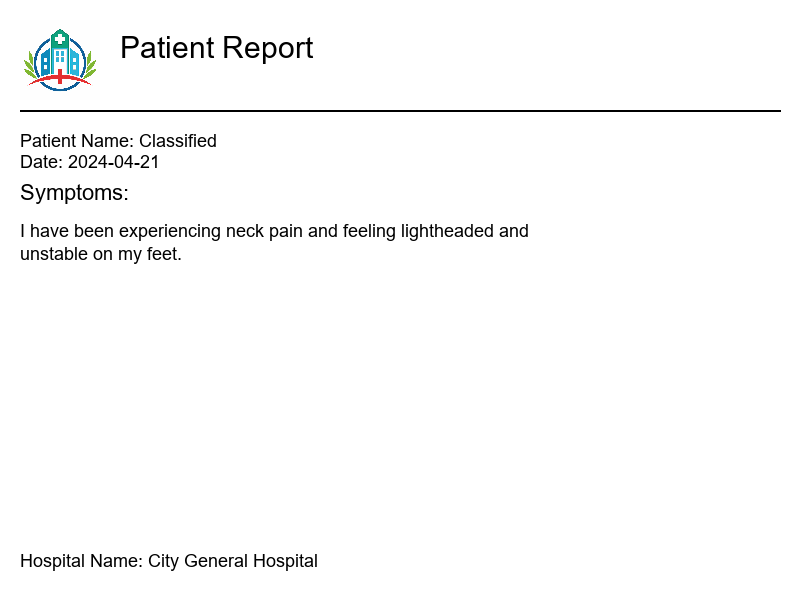 Patient Report
Patient Name: Classified
Date: 2024-04-21
Symptoms:
I have been experiencing neck pain and feeling lightheaded and
unstable on my feet.
Hospital Name: City General Hospital